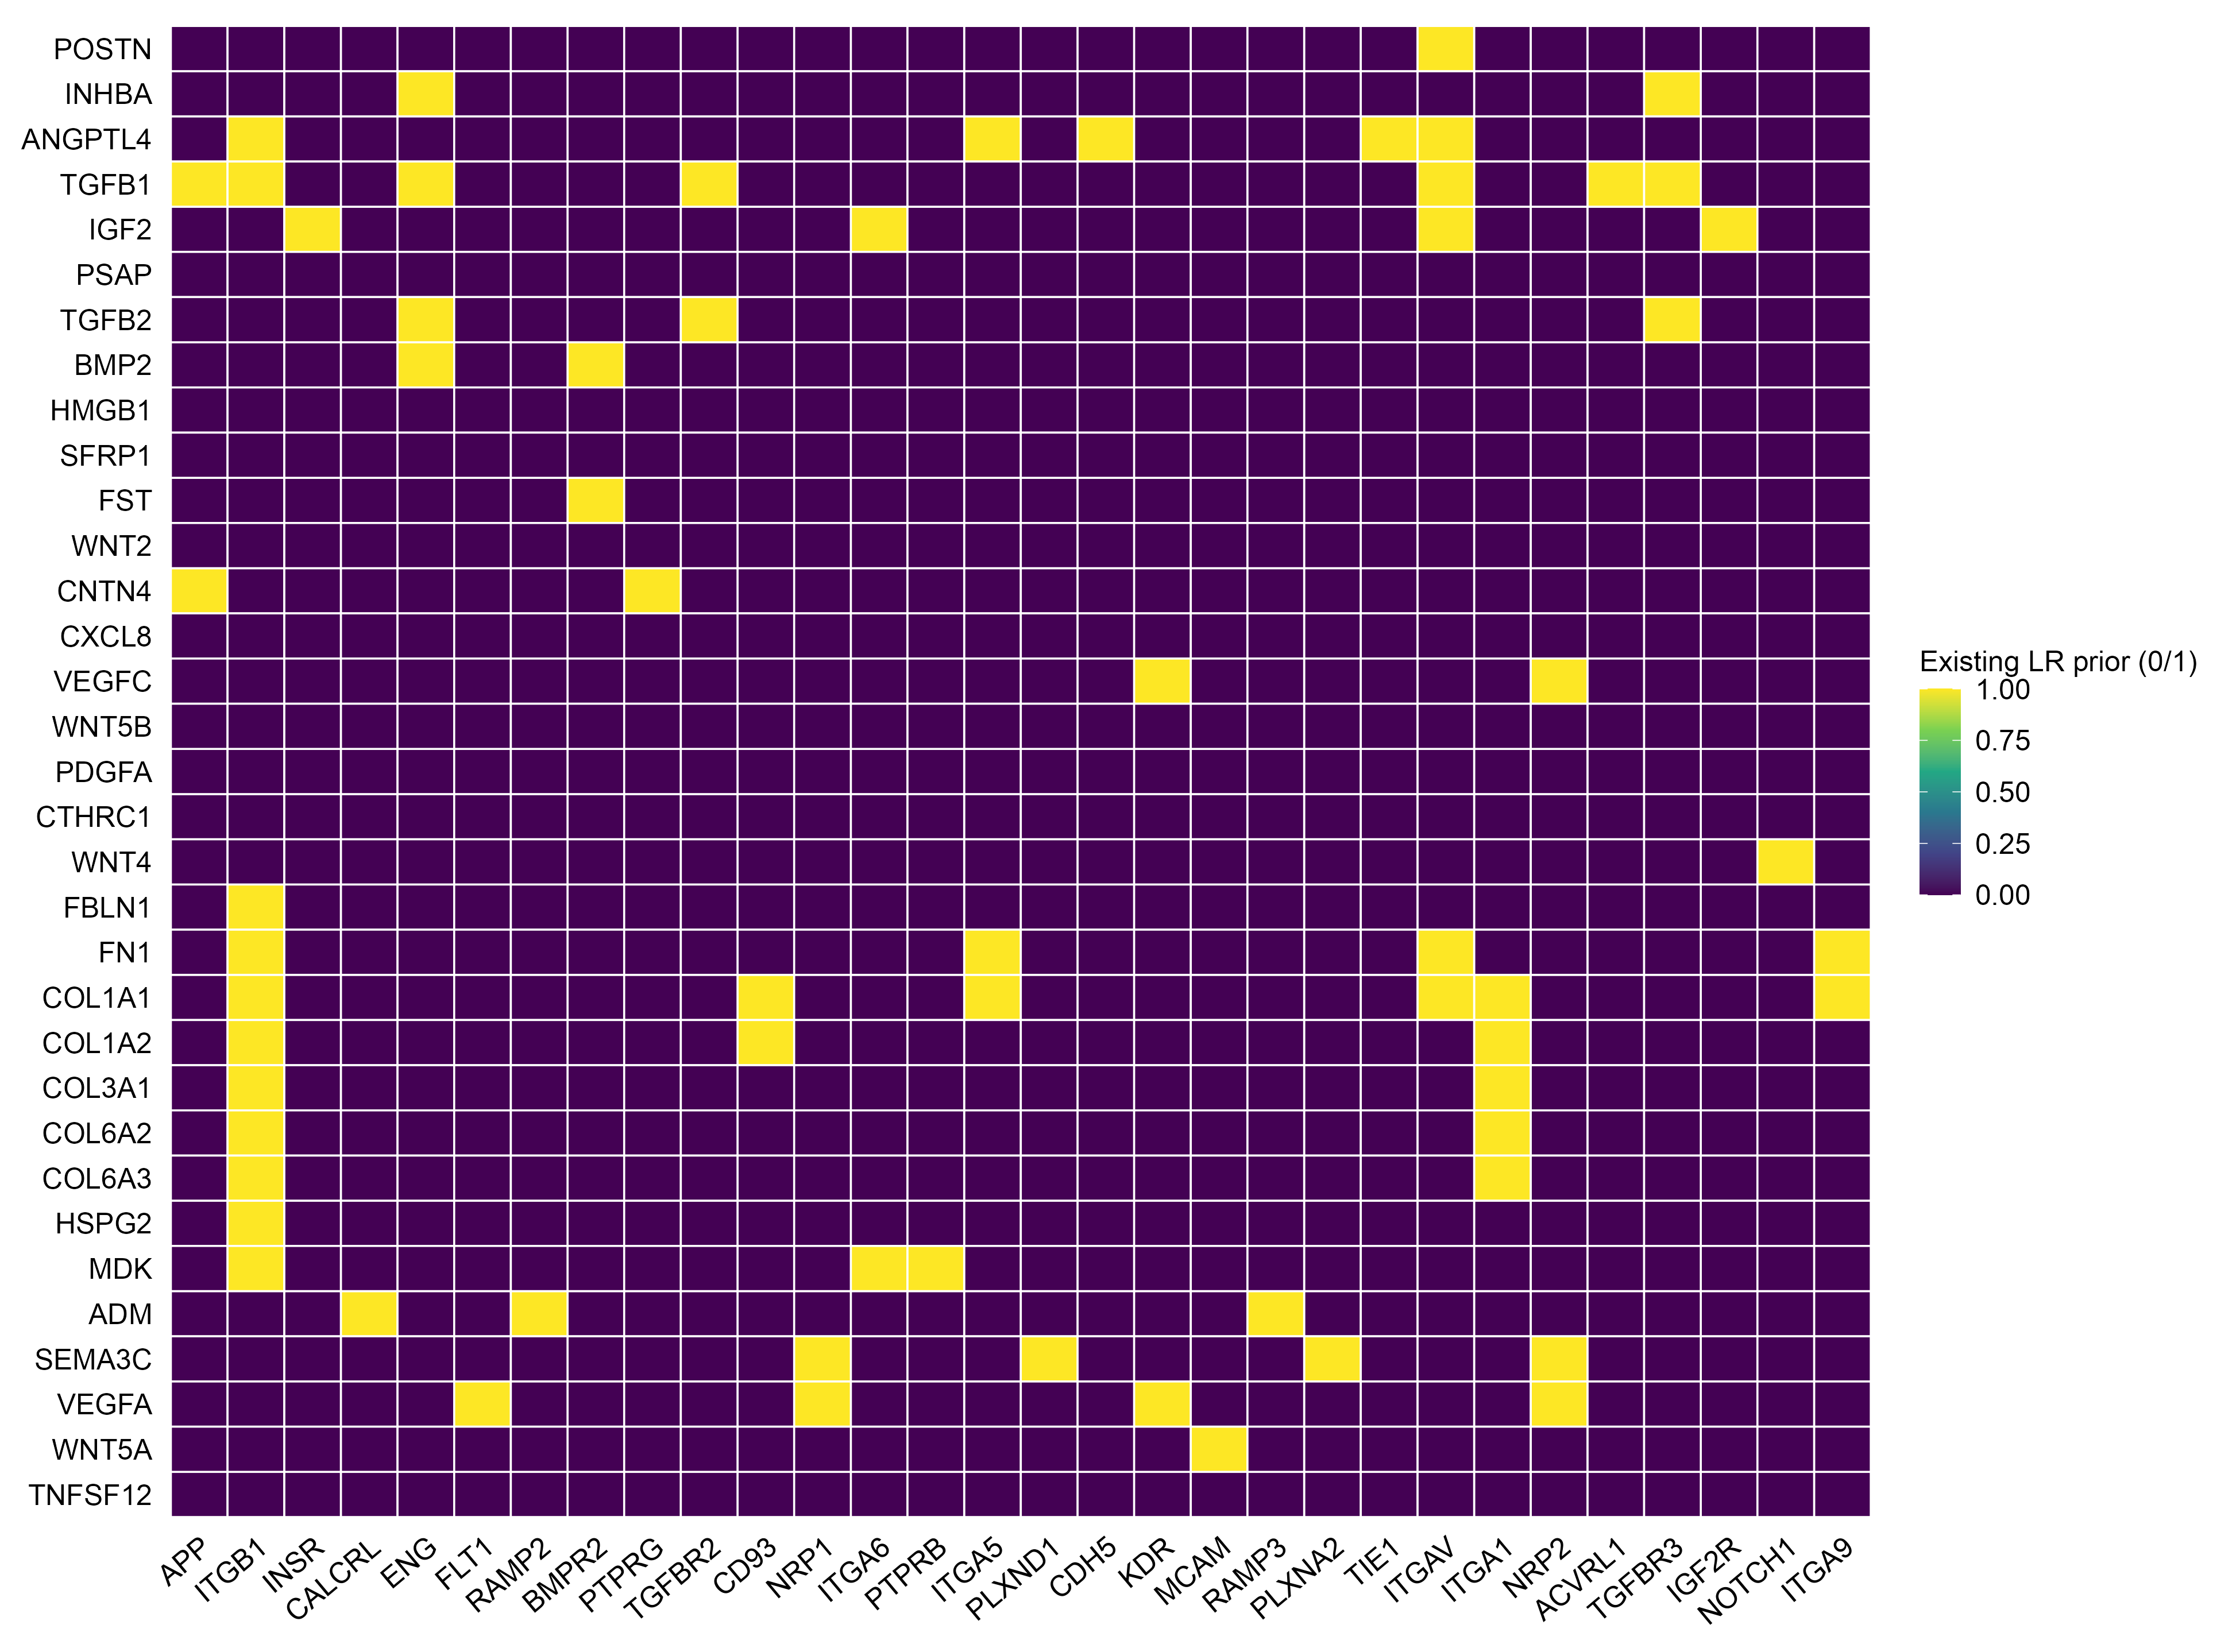 POSTN
INHBA
ANGPTL4
TGFB1
IGF2
PSAP
TGFB2
BMP2
HMGB1
SFRP1
FST
WNT2
CNTN4
CXCL8
VEGFC
WNT5B
PDGFA
CTHRC1
WNT4
FBLN1
FN1
COL1A1
COL1A2
COL3A1
COL6A2
COL6A3
HSPG2
MDK
ADM
SEMA3C
VEGFA
WNT5A
TNFSF12
APP
ITGB1
INSR
CALCRL
ENG
FLT1
RAMP2
BMPR2
PTPRG
TGFBR2
CD93
NRP1
ITGA6
PTPRB
ITGA5
PLXND1
CDH5
KDR
MCAM
RAMP3
PLXNA2
TIE1
ITGAV
ITGA1
NRP2
ACVRL1
TGFBR3
IGF2R
NOTCH1
ITGA9
Existing LR prior (0/1)
1.00
0.75
0.50
0.25
0.00